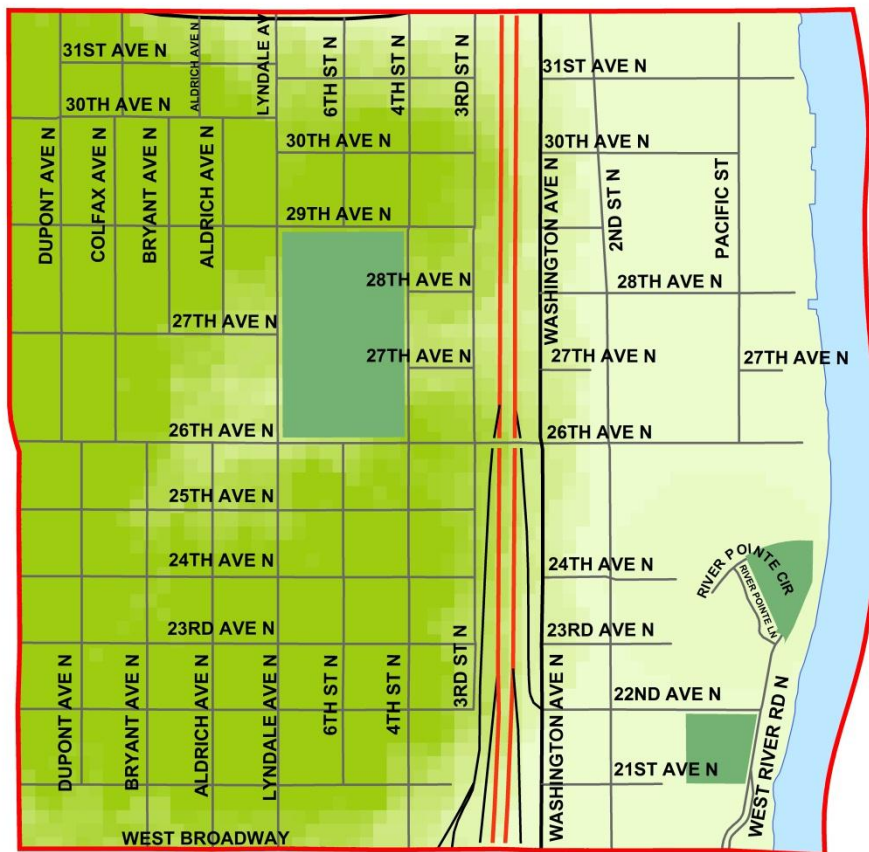 31ST AVE N
ALDRICH AVE N
LYNDALE AV
6TH ST N
4TH ST N
3RD ST N
31ST AVE N
30TH AVE N
30TH AVE N
30TH AVE N
DUPONT AVE N
COLFAX AVE N
BRYANT AVE N
ALDRICH AVE N
WASHINGTON AVE N
2ND ST N
PACIFIC ST
29TH AVE N
28TH AVE N
28TH AVE N
27TH AVE N
27TH AVE N
27TH AVE N
27TH AVE N
26TH AVE N
26TH AVE N
25TH AVE N
24TH AVE N
24TH AVE N
RIVER POINTE CIR
RIVER POINTE LN
23RD AVE N
23RD AVE N
DUPONT AVE N
BRYANT AVE N
ALDRICH AVE N
LYNDALE AVE N
6TH ST N
4TH ST N
3RD ST N
WASHINGTON AVE N
22ND AVE N
WEST RIVER RD N
21ST AVE N
WEST BROADWAY